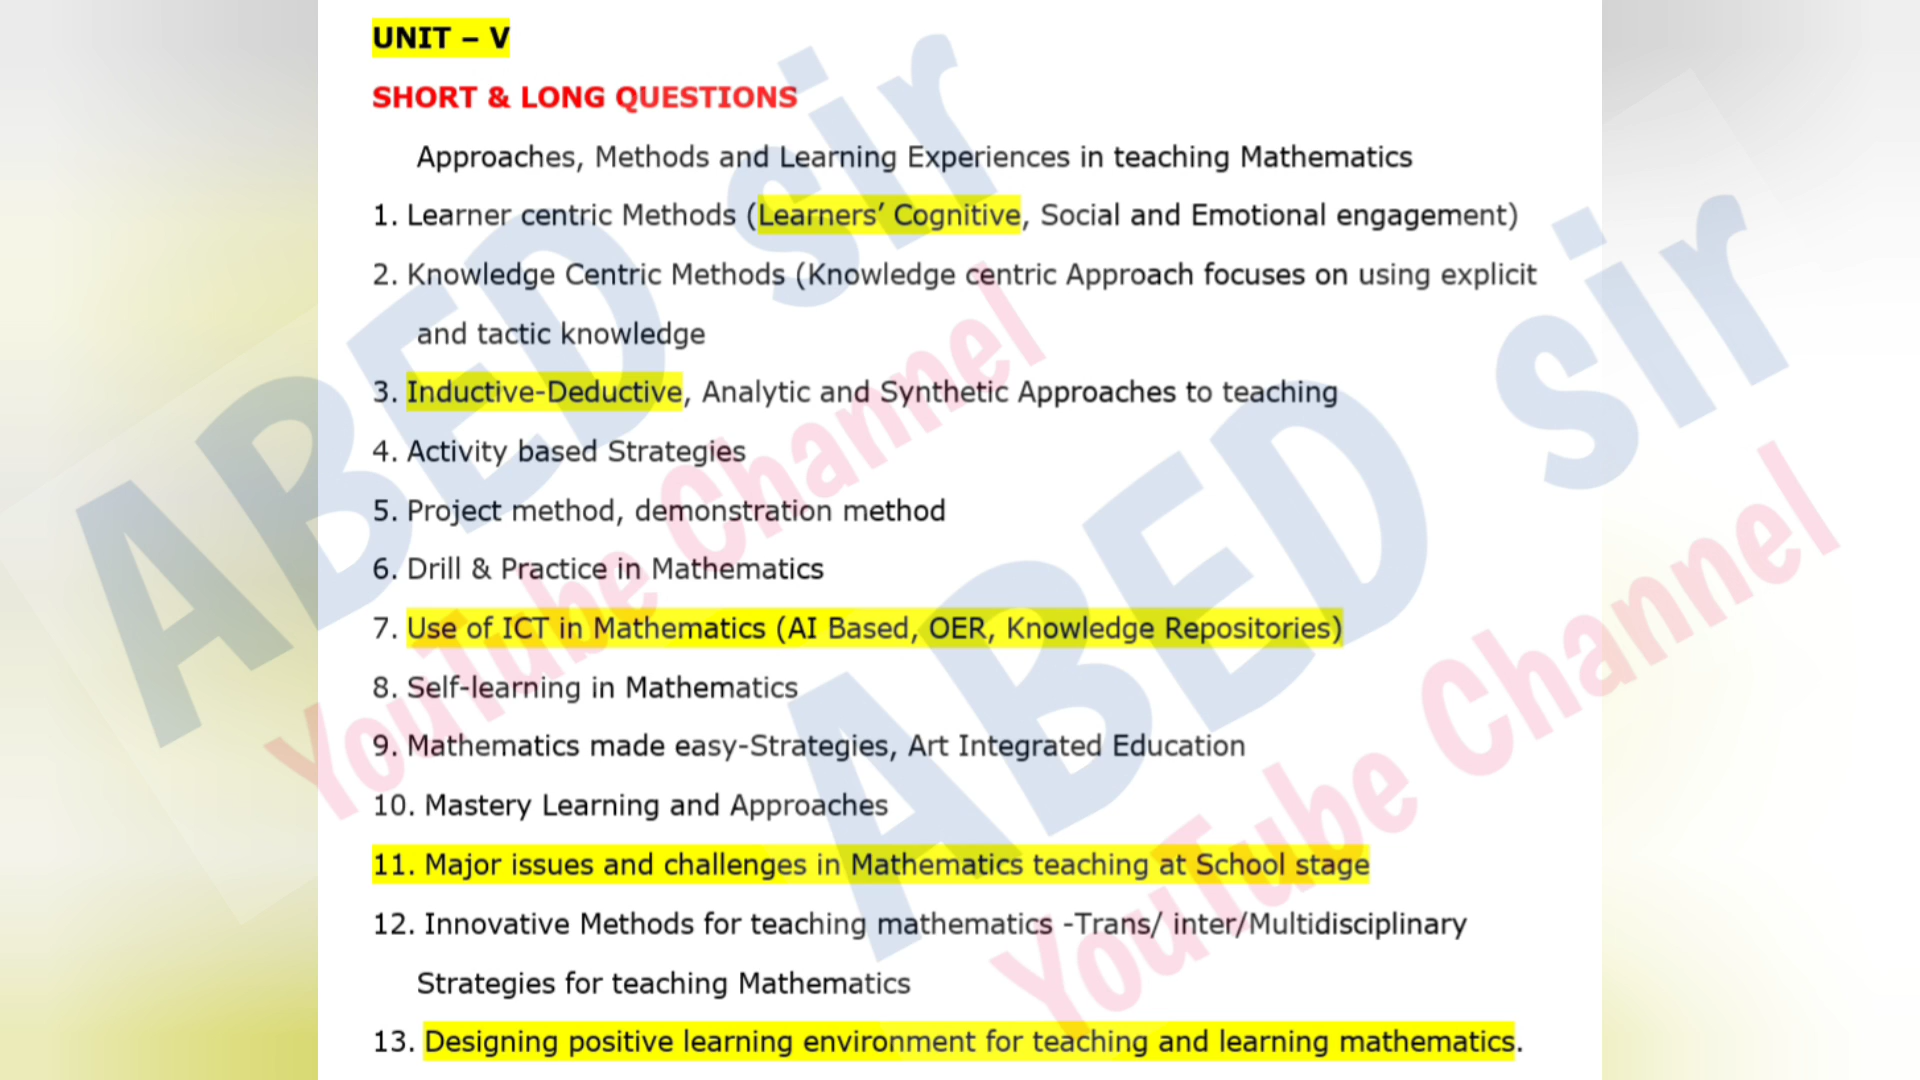 UNIT – V
SHORT & LONG QUESTIONS
Approaches, Methods and Learning Experiences in teaching Mathematics
1. Learner centric Methods (Learners’ Cognitive, Social and Emotional engagement)
2. Knowledge Centric Methods (Knowledge centric Approach focuses on using explicit
and tactic knowledge
3. Inductive-Deductive, Analytic and Synthetic Approaches to teaching
4. Activity based Strategies
5. Project method, demonstration method
6. Drill & Practice in Mathematics
7. Use of ICT in Mathematics (AI Based, OER, Knowledge Repositories)
8. Self-learning in Mathematics
9. Mathematics made easy-Strategies, Art Integrated Education
10. Mastery Learning and Approaches
11. Major issues and challenges in Mathematics teaching at School stage
12. Innovative Methods for teaching mathematics -Trans/ inter/Multidisciplinary
Strategies for teaching Mathematics
13. Designing positive learning environment for teaching and learning mathematics.
ABED sir
YouTube Channel
ABED sir
YouTube Channel